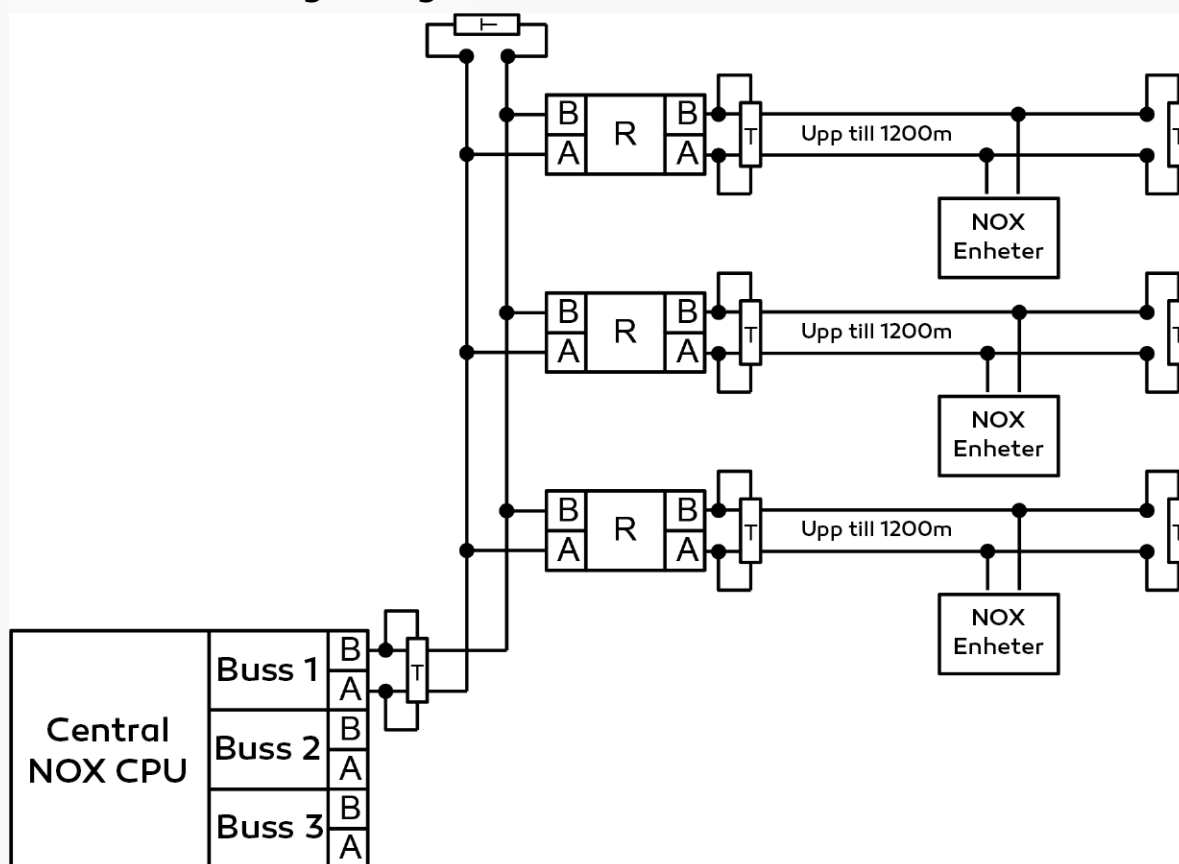 T
B
R
B
A
A
T
Upp till 1200m
T
NOX
Enheter
B
R
B
A
A
T
Upp till 1200m
T
NOX
Enheter
B
R
B
A
A
T
Upp till 1200m
T
NOX
Enheter
Central
NOX CPU
Buss 1
B
A
T
Buss 2
B
A
Buss 3
B
A